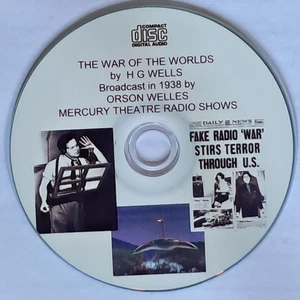 COMPACT
disc
DIGITAL AUDIO
THE WAR OF THE WORLDS
by H G WELLS
Broadcast in 1938 by
ORSON WELLES
MERCURY THEATRE RADIO SHOWS
DAILY NEWS
FAKE RADIO 'WAR'
STIRS TERROR
THROUGH U.S.